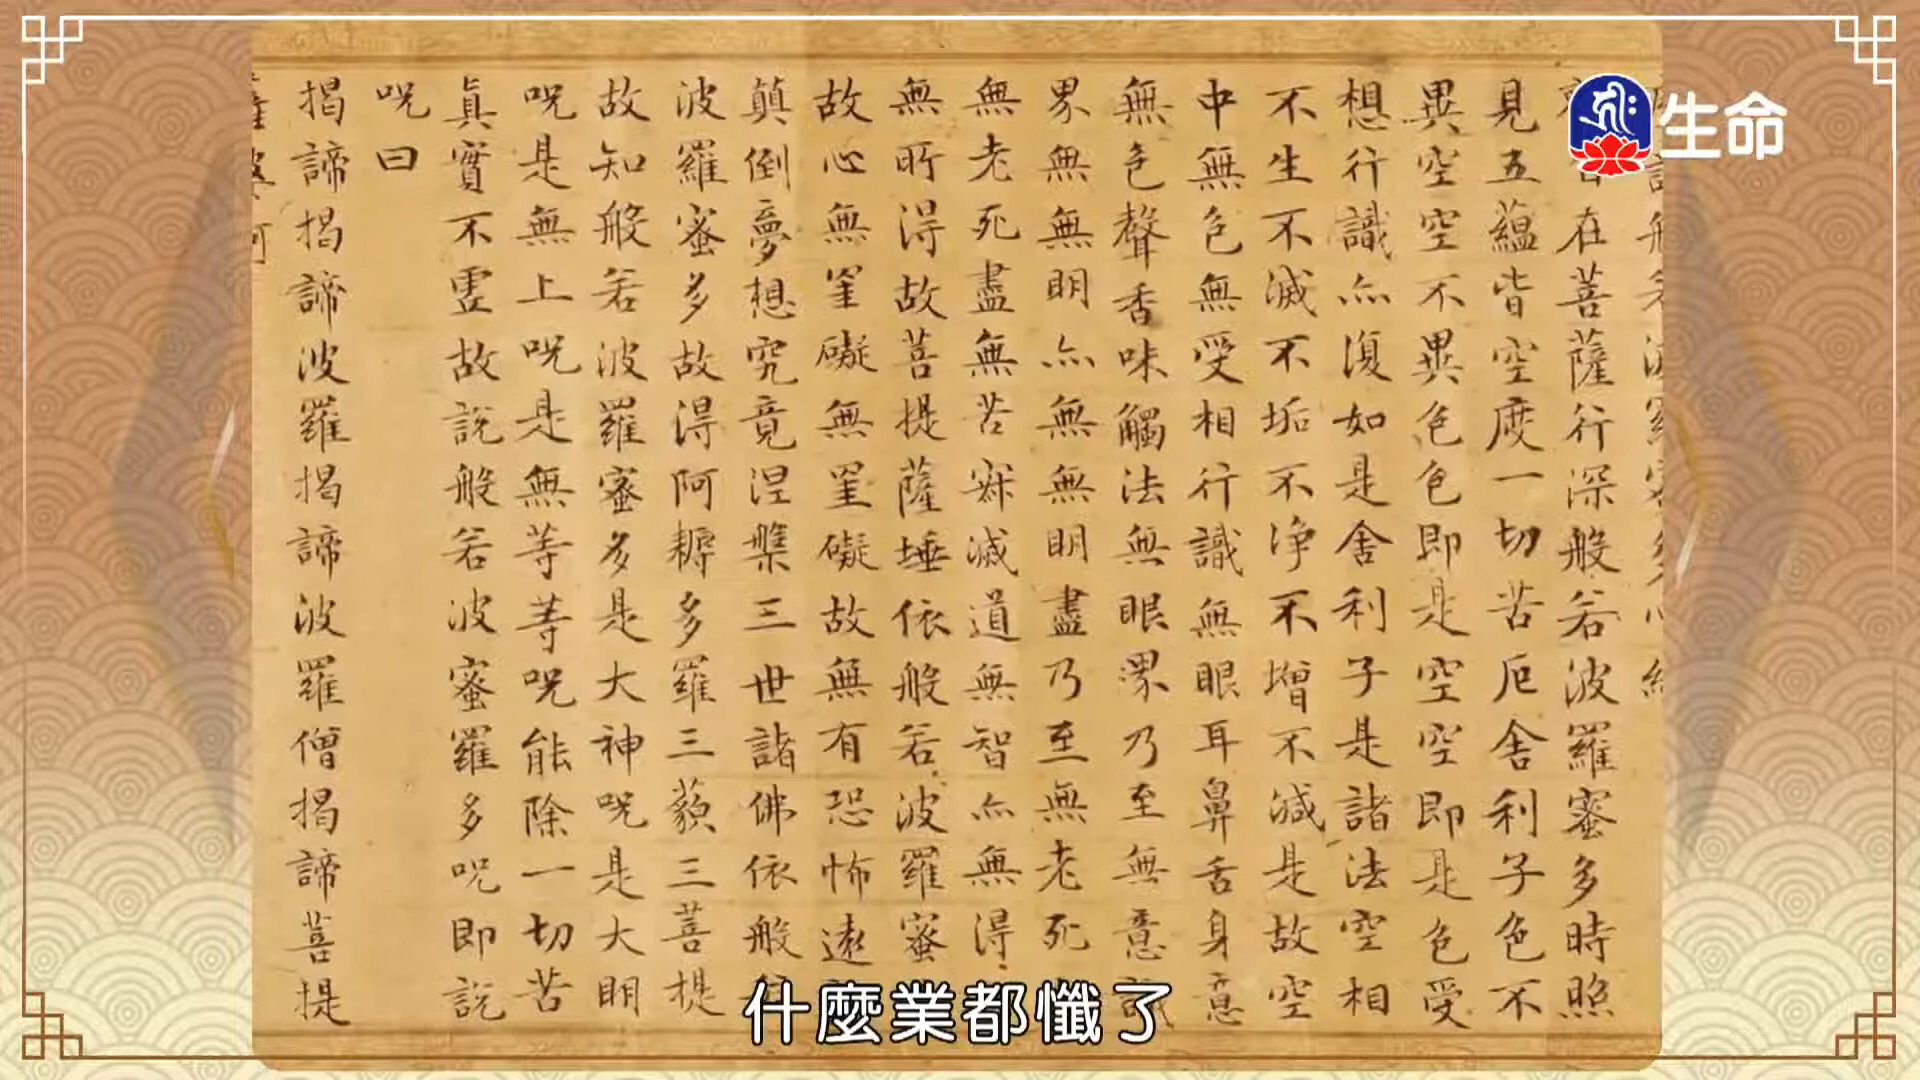 生命
在菩薩行深般若波羅蜜多時照
見五蘊皆空度一切苦厄舍利子色不
異空空不異色色即是空空即是色受
想行識亦復如是舍利子是諸法空相
不生不滅不垢不淨不增不減是故空
中無色無受相行識無眼耳鼻舌身意
無色聲香味觸法無眼界乃至無意
界無無明亦無無明盡乃至無老死
無老死盡無苦寂滅道無智亦無得
無所得故菩提薩埵依般若波羅蜜
故心無罣礙無罣礙故無有恐怖遠
顛倒夢想究竟涅槃三世諸佛依般
波羅蜜多故得阿耨多羅三藐三菩提
故知般若波羅蜜多是大神咒是大明
咒是無上咒是無等等咒能除一切苦
眞實不虛故說般若波蜜羅多咒即說
咒曰
揭諦揭諦波羅揭諦波羅僧揭諦菩提
什麼業都懺了